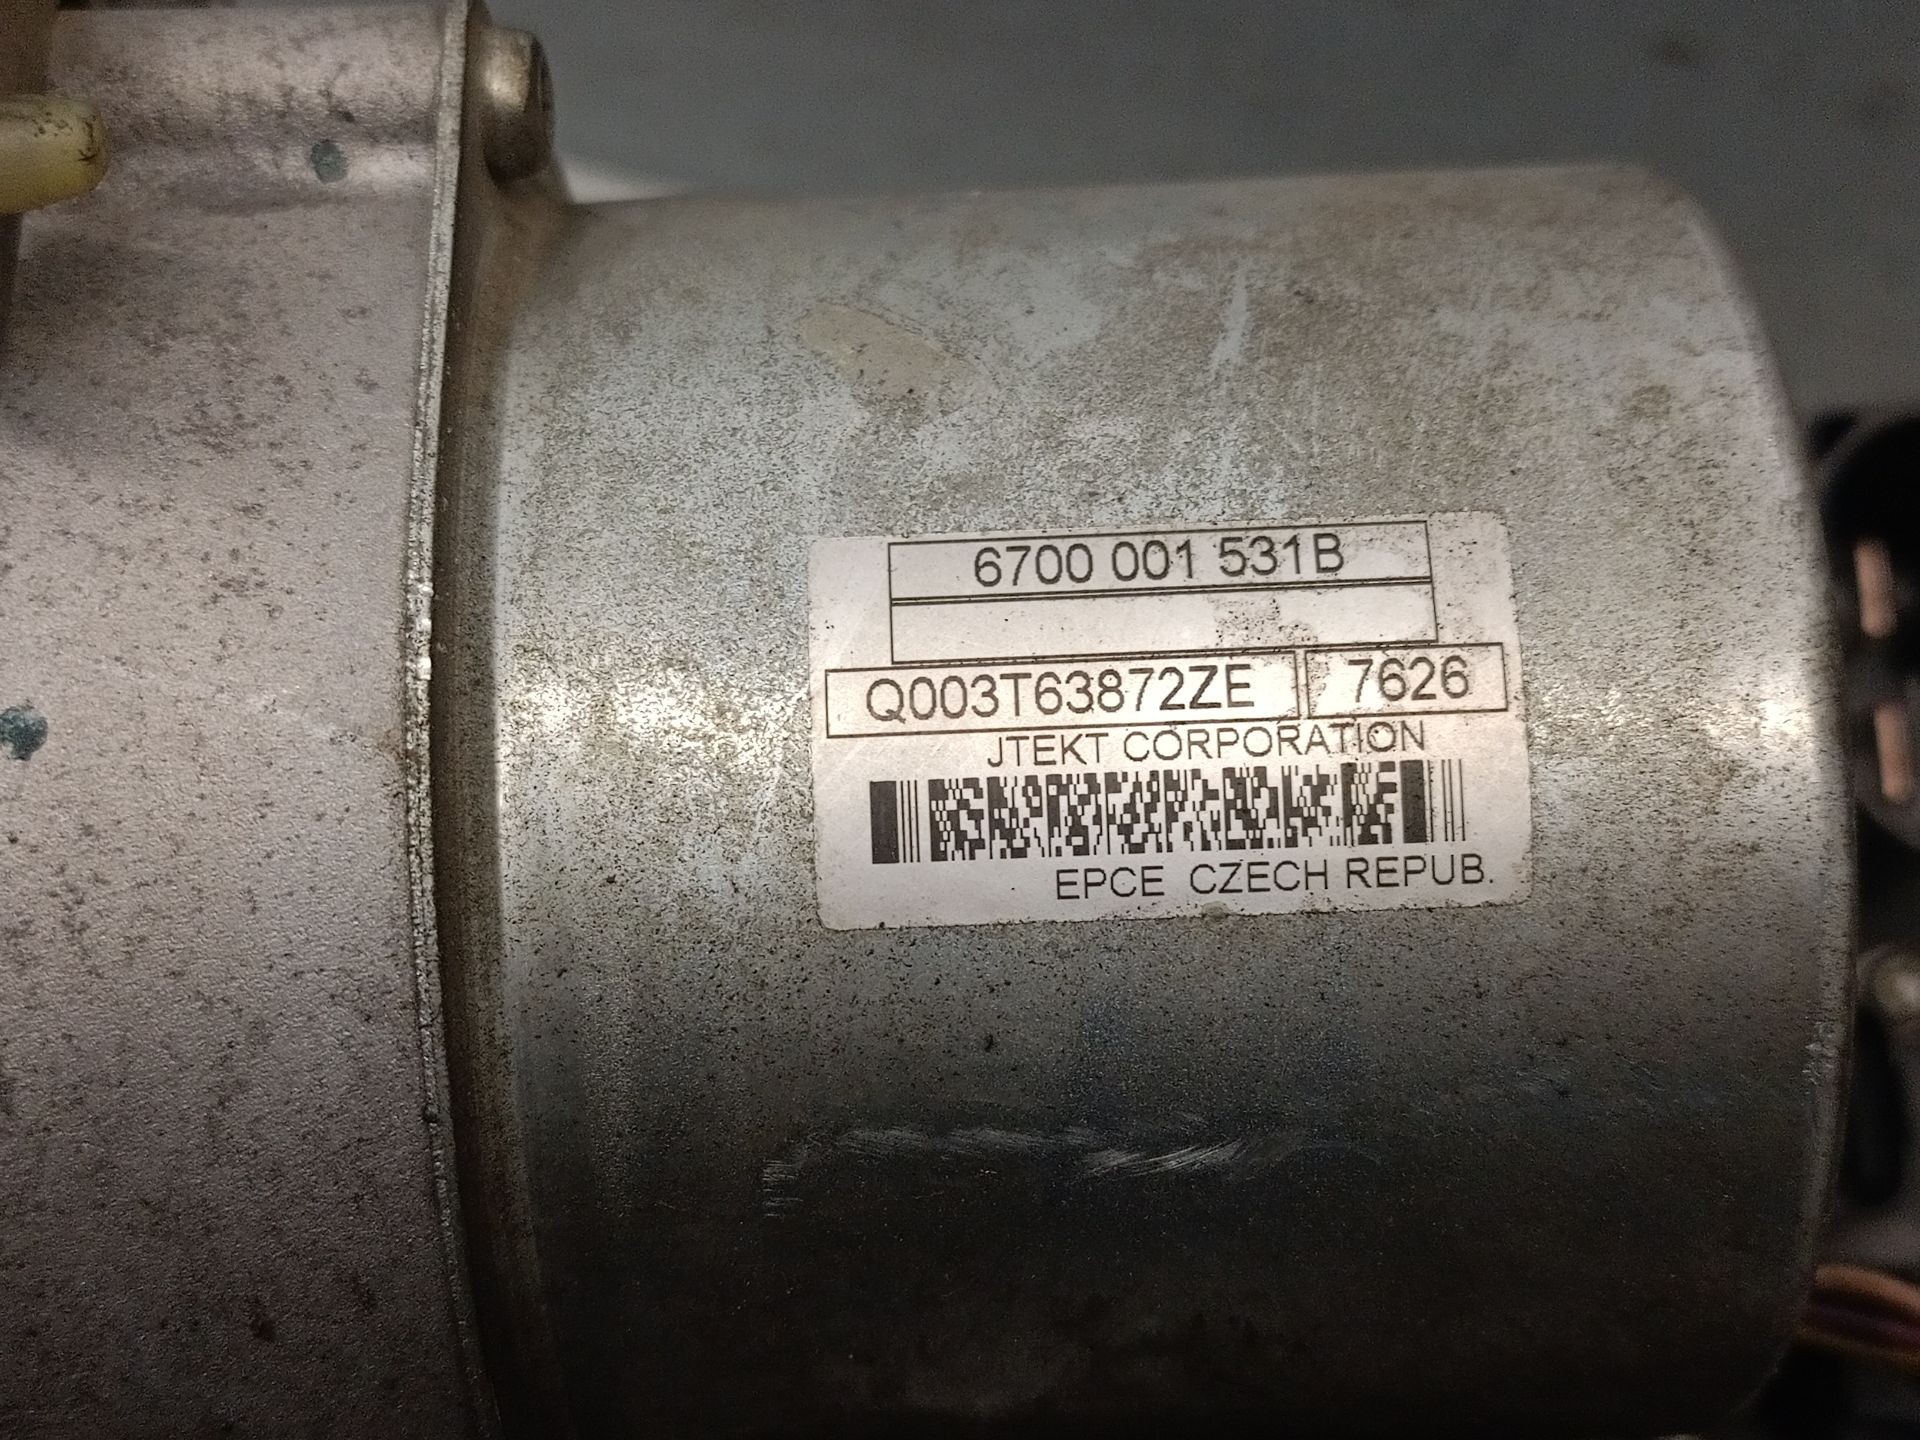 6700 001 531B
Q003T63872ZE 7626
JTEKT CORPORATION
EPCE CZECH REPUB.